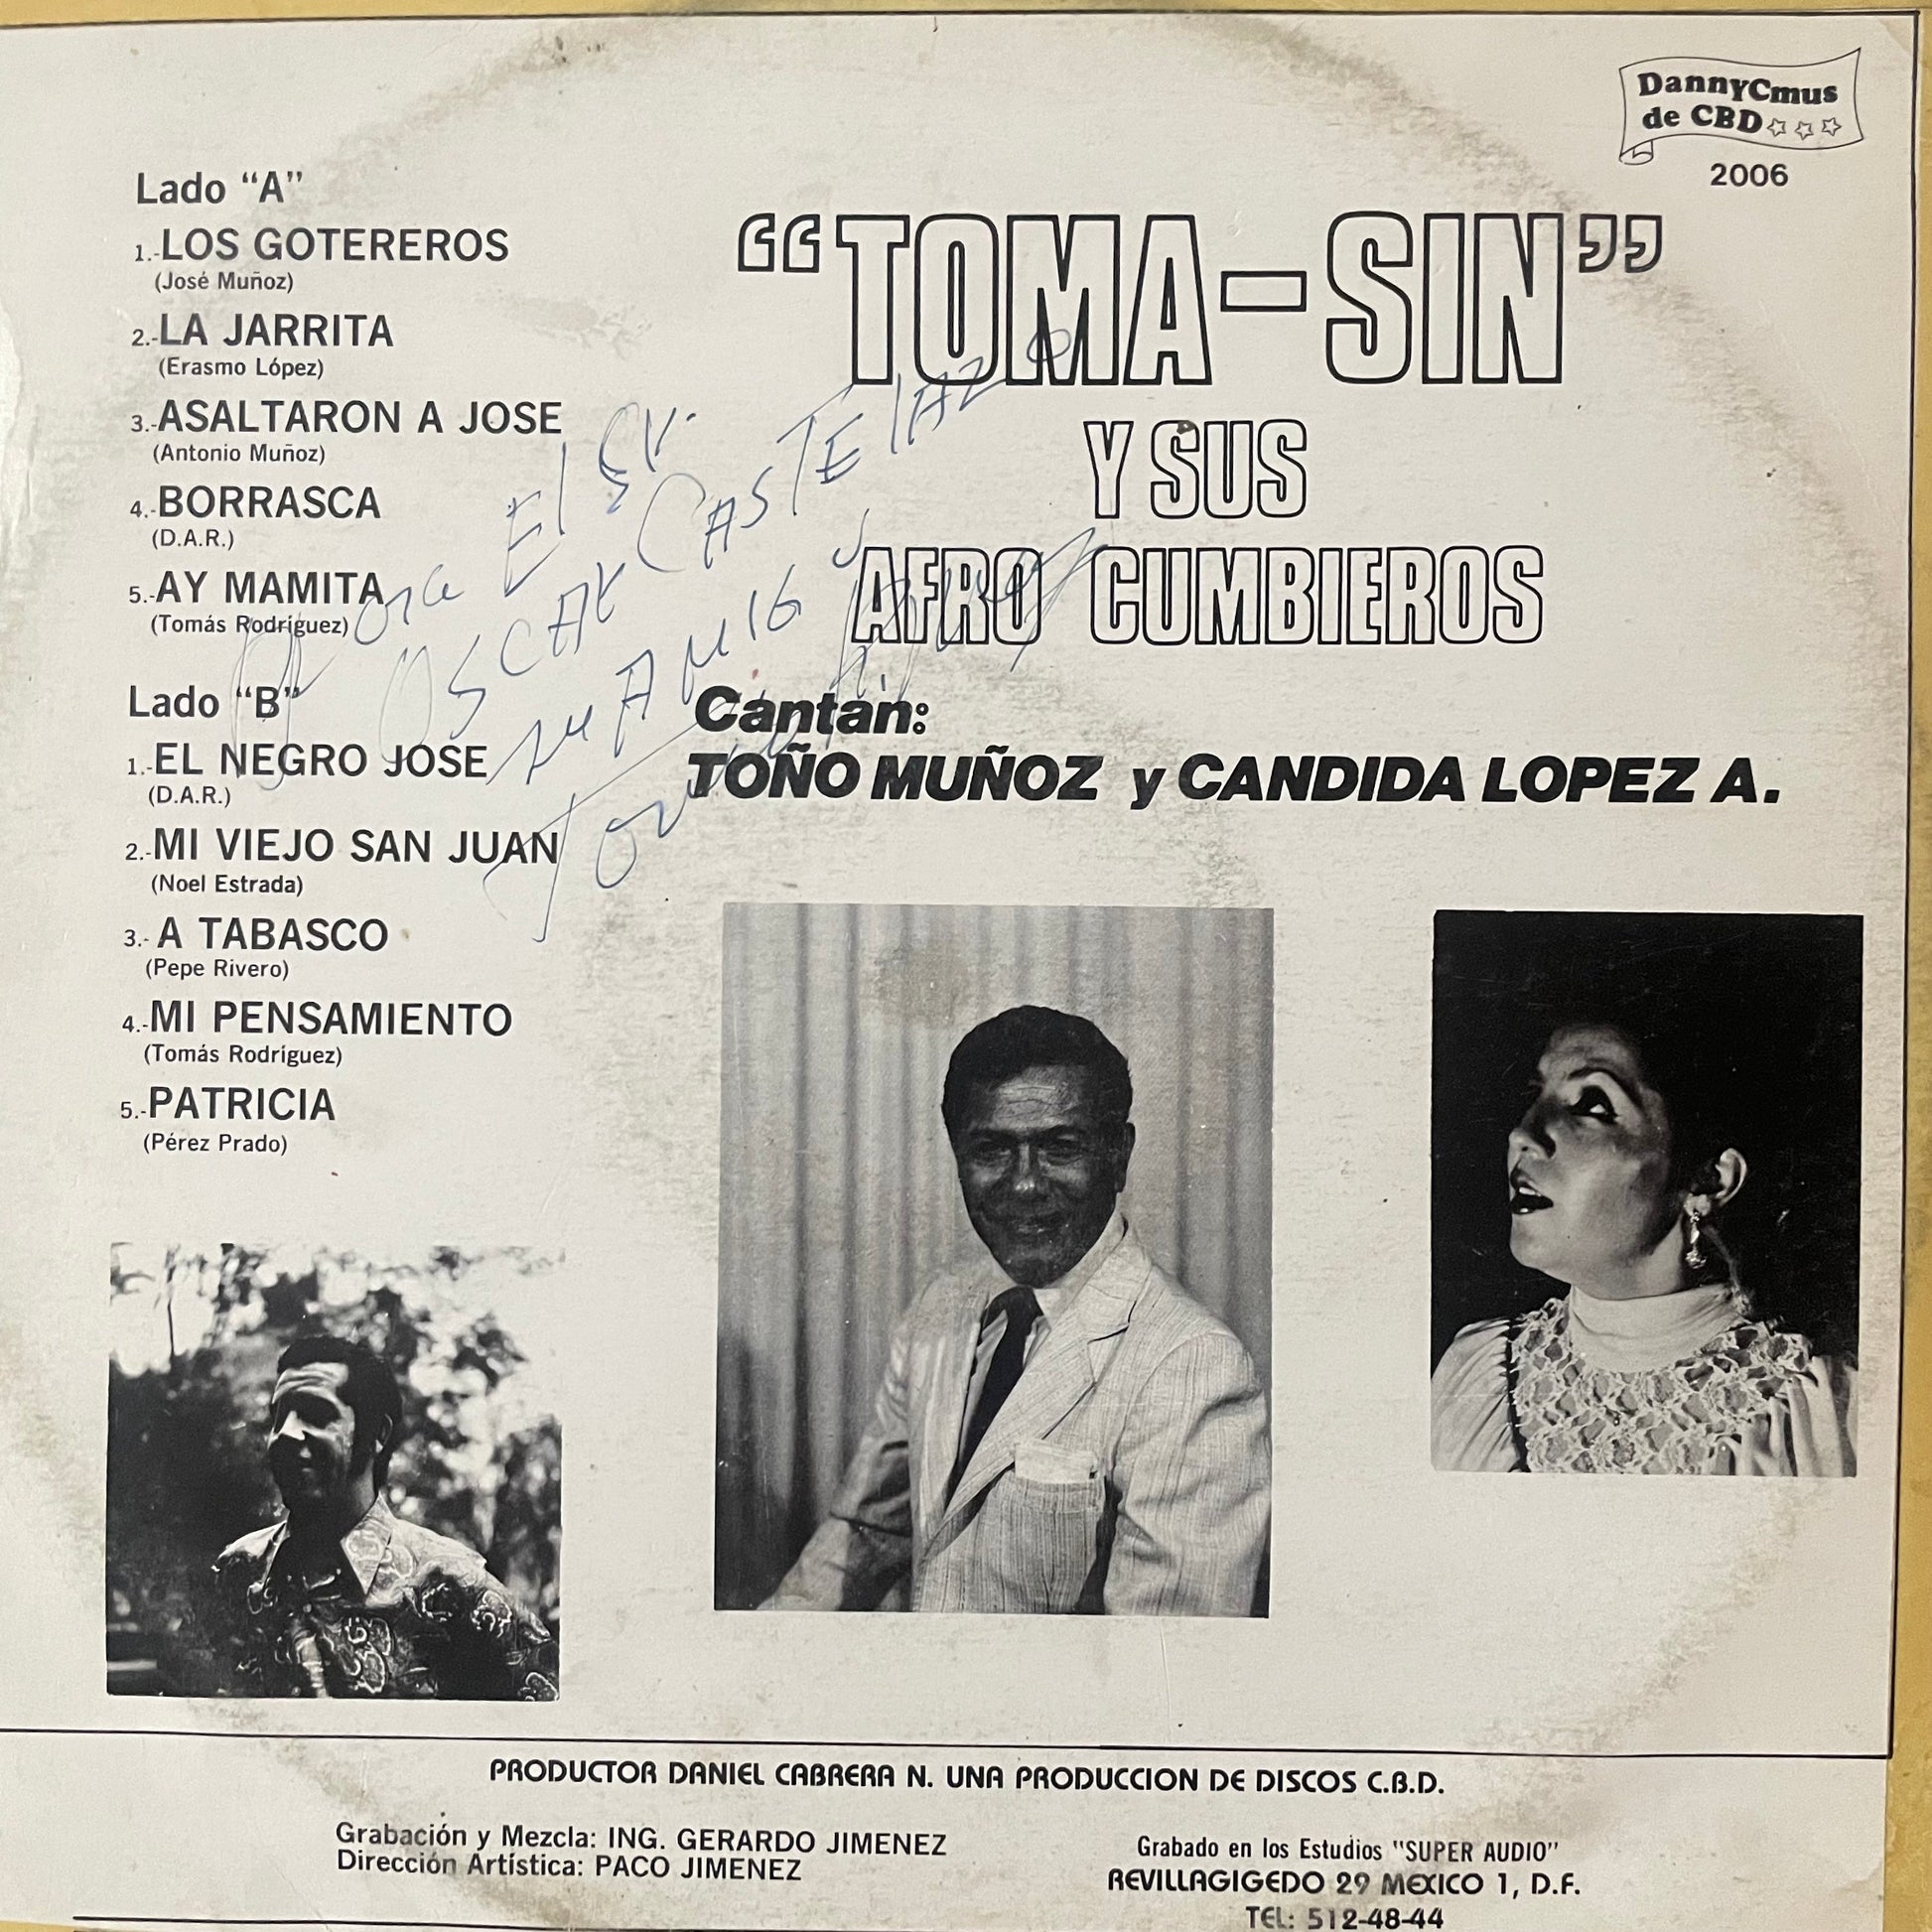 DannyCmus
de CBD
2006
Lado "A"
1.-LOS GOTEREROS
(José Muñoz)
2.-LA JARRITA
(Erasmo López)
3.-ASALTARON A JOSE
(Antonio Muñoz)
4.-BORRASCA
(D.A.R.)
5.-AY MAMITA
(Tomás Rodríguez)
Lado "B"
1.-EL NEGRO JOSE
(D.A.R.)
2.-MI VIEJO SAN JUAN
(Noel Estrada)
3.- A TABASCO
(Pepe Rivero)
4.-MI PENSAMIENTO
(Tomás Rodríguez)
5.-PATRICIA
(Pérez Prado)
"TOMA-SIN"
Y SUS
AFRO CUMBIEROS
Para El Sr.
OSCAR CASTELAZO
su AMIGO
Cantan:
TOÑO MUÑOZ y CANDIDA LOPEZ A.
PRODUCTOR DANIEL CABRERA N. UNA PRODUCCION DE DISCOS C.B.D.
Grabación y Mezcla: ING. GERARDO JIMENEZ
Dirección Artística: PACO JIMENEZ
Grabado en los Estudios "SUPER AUDIO"
REVILLAGIGEDO 29 MEXICO 1, D.F.
TEL: 512-48-44